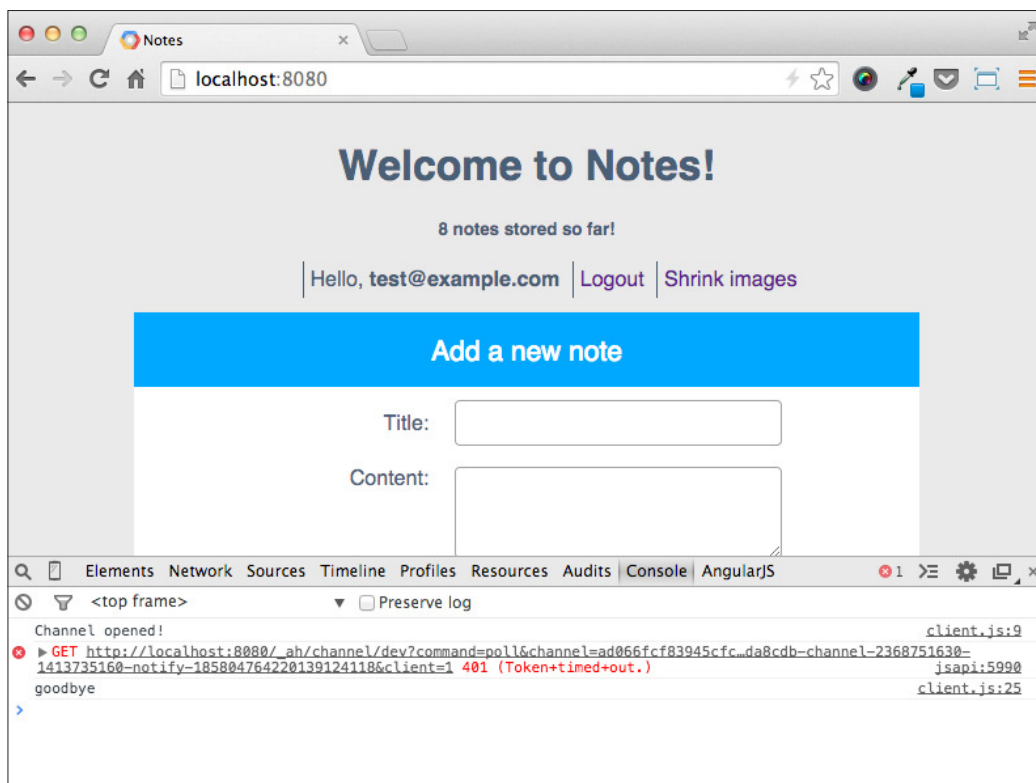 Notes
localhost:8080
Welcome to Notes!
8 notes stored so far!
Hello, test@example.com Logout Shrink images
Add a new note
Title:
Content:
Elements Network Sources Timeline Profiles Resources Audits Console AngularJS 1
<top frame> Preserve log
Channel opened! client.js:9
GET http://localhost:8080/_ah/channel/dev?command=poll&channel=ad066fcf83945cfc…da8cdb-channel-2368751630-
1413735160-notify-185804764220139124118&client=1 401 (Token+timed+out.) jsapi:5990
goodbye client.js:25